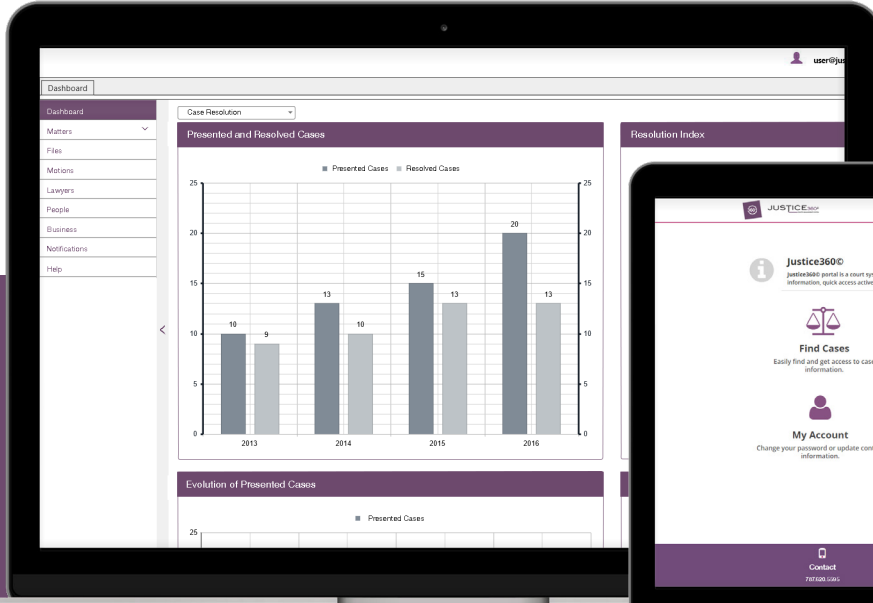 user@jus
Dashboard
Dashboard
Matters
Files
Motions
Lawyers
People
Business
Notifications
Help
Case Resolution
Presented and Resolved Cases
Presented Cases Resolved Cases
25 25
20
20 20
15
15 15
13 13 13
10 10
10 9 10
5 5
0 0
2013 2014 2015 2016
Evolution of Presented Cases
Presented Cases
25
Resolution Index
JUSTICE360®
Justice360©
Justice360© portal is a court sys
information, quick access active
Find Cases
Easily find and get access to case
information.
My Account
Change your password or update cont
information.
Contact
787.620.5595